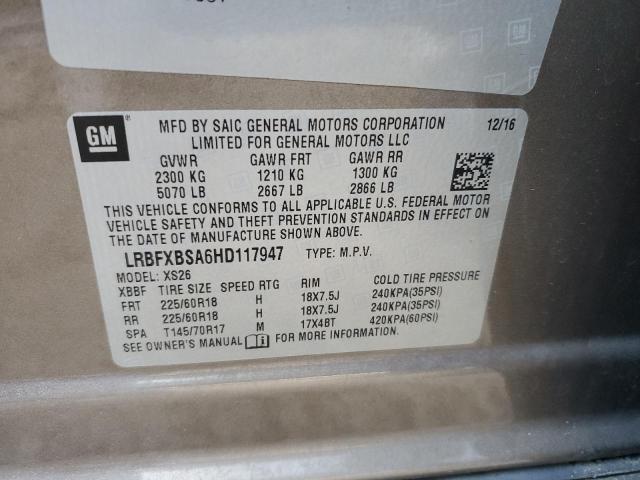 GM
MFD BY SAIC GENERAL MOTORS CORPORATION 12/16
LIMITED FOR GENERAL MOTORS LLC
GVWR GAWR FRT GAWR RR
2300 KG 1210 KG 1300 KG
5070 LB 2667 LB 2866 LB
THIS VEHICLE CONFORMS TO ALL APPLICABLE U.S. FEDERAL MOTOR
VEHICLE SAFETY AND THEFT PREVENTION STANDARDS IN EFFECT ON
THE DATE OF MANUFACTURE SHOWN ABOVE.
LRBFXBSA6HD117947 TYPE: M.P.V.
MODEL: XS26
XBBF TIRE SIZE SPEED RTG RIM COLD TIRE PRESSURE
FRT 225/60R18 H 18X7.5J 240KPA(35PSI)
RR 225/60R18 H 18X7.5J 240KPA(35PSI)
SPA T145/70R17 M 17X4BT 420KPA(60PSI)
SEE OWNER'S MANUAL FOR MORE INFORMATION.